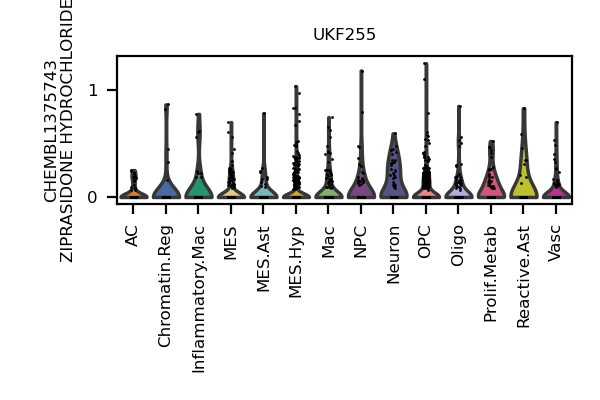 UKF255
CHEMBL1375743
ZIPRASIDONE HYDROCHLORIDE
1
0
AC
Chromatin.Reg
Inflammatory.Mac
MES
MES.Ast
MES.Hyp
Mac
NPC
Neuron
OPC
Oligo
Prolif.Metab
Reactive.Ast
Vasc